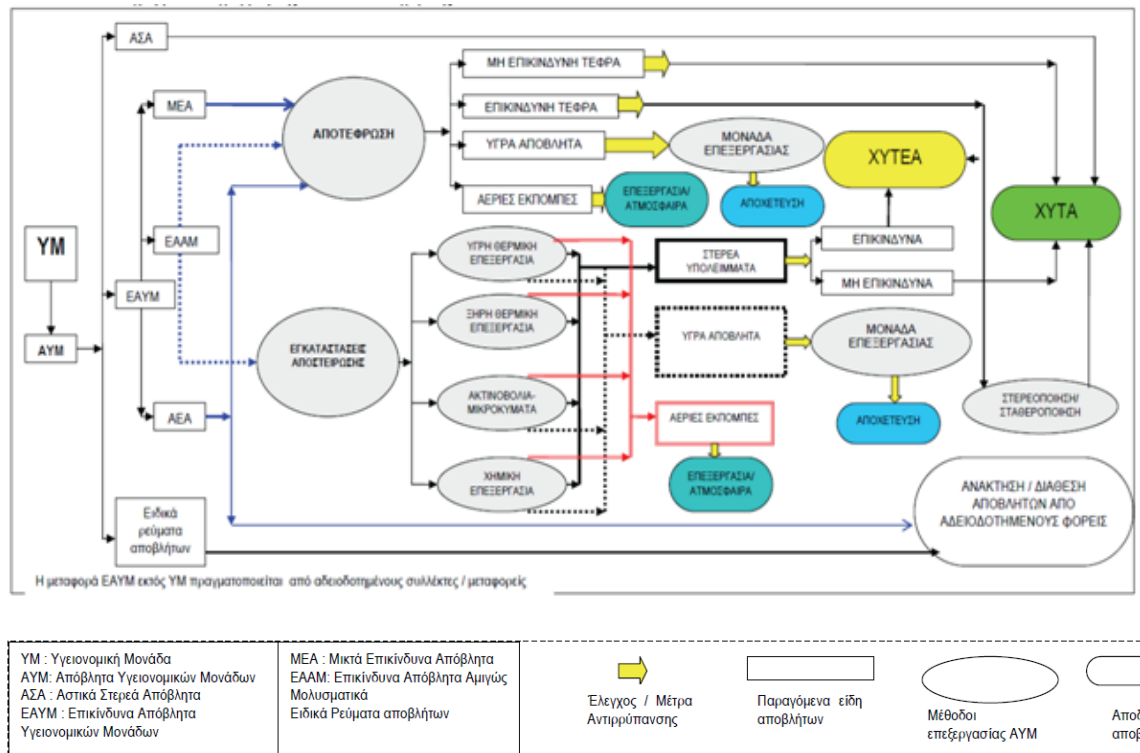 ΑΣΑ
ΜΗ ΕΠΙΚΙΝΔΥΝΗ ΤΕΦΡΑ
ΜΕΑ
ΕΠΙΚΙΝΔΥΝΗ ΤΕΦΡΑ
ΑΠΟΤΕΦΡΩΣΗ
ΥΓΡΑ ΑΠΟΒΛΗΤΑ
ΜΟΝΑΔΑ
ΕΠΕΞΕΡΓΑΣΙΑΣ
ΧΥΤΕΑ
ΑΕΡΙΕΣ ΕΚΠΟΜΠΕΣ
ΕΠΕΞΕΡΓΑΣΙΑ/
ΑΤΜΟΣΦΑΙΡΑ
ΑΠΟΧΕΤΕΥΣΗ
ΧΥΤΑ
ΥΜ
ΕΑΑΜ
ΥΓΡΗ ΘΕΡΜΙΚΗ
ΕΠΕΞΕΡΓΑΣΙΑ
ΣΤΕΡΕΑ
ΥΠΟΛΕΙΜΜΑΤΑ
ΕΠΙΚΙΝΔΥΝΑ
ΜΗ ΕΠΙΚΙΝΔΥΝΑ
ΕΑΥΜ
ΞΗΡΗ ΘΕΡΜΙΚΗ
ΕΠΕΞΕΡΓΑΣΙΑ
ΥΓΡΑ ΑΠΟΒΛΗΤΑ
ΜΟΝΑΔΑ
ΕΠΕΞΕΡΓΑΣΙΑΣ
ΑΥΜ
ΕΓΚΑΤΑΣΤΑΣΕΙΣ
ΑΠΟΣΤΕΙΡΩΣΗΣ
ΑΚΤΙΝΟΒΟΛΙΑ-
ΜΙΚΡΟΚΥΜΑΤΑ
ΣΤΕΡΕΟΠΟΙΗΣΗ/
ΣΤΑΘΕΡΟΠΟΙΗΣΗ
ΑΕΑ
ΑΕΡΙΕΣ ΕΚΠΟΜΠΕΣ
ΑΠΟΧΕΤΕΥΣΗ
ΧΗΜΙΚΗ
ΕΠΕΞΕΡΓΑΣΙΑ
ΕΠΕΞΕΡΓΑΣΙΑ/
ΑΤΜΟΣΦΑΙΡΑ
ΑΝΑΚΤΗΣΗ / ΔΙΑΘΕΣΗ
ΑΠΟΒΛΗΤΩΝ ΑΠΟ
ΑΔΕΙΟΔΟΤΗΜΕΝΟΥΣ ΦΟΡΕΙΣ
Ειδικά
ρεύματα
αποβλήτων
Η μεταφορά ΕΑΥΜ εκτός ΥΜ πραγματοποιείται από αδειοδοτημένους συλλέκτες / μεταφορείς
ΥΜ : Υγειονομική Μονάδα
ΑΥΜ: Απόβλητα Υγειονομικών Μονάδων
ΑΣΑ : Αστικά Στερεά Απόβλητα
ΕΑΥΜ : Επικίνδυνα Απόβλητα
Υγειονομικών Μονάδων
ΜΕΑ : Μικτά Επικίνδυνα Απόβλητα
ΕΑΑΜ: Επικίνδυνα Απόβλητα Αμιγώς
Μολυσματικά
Ειδικά Ρεύματα αποβλήτων
Έλεγχος / Μέτρα
Αντιρρύπανσης
Παραγόμενα είδη
αποβλήτων
Μέθοδοι
επεξεργασίας ΑΥΜ